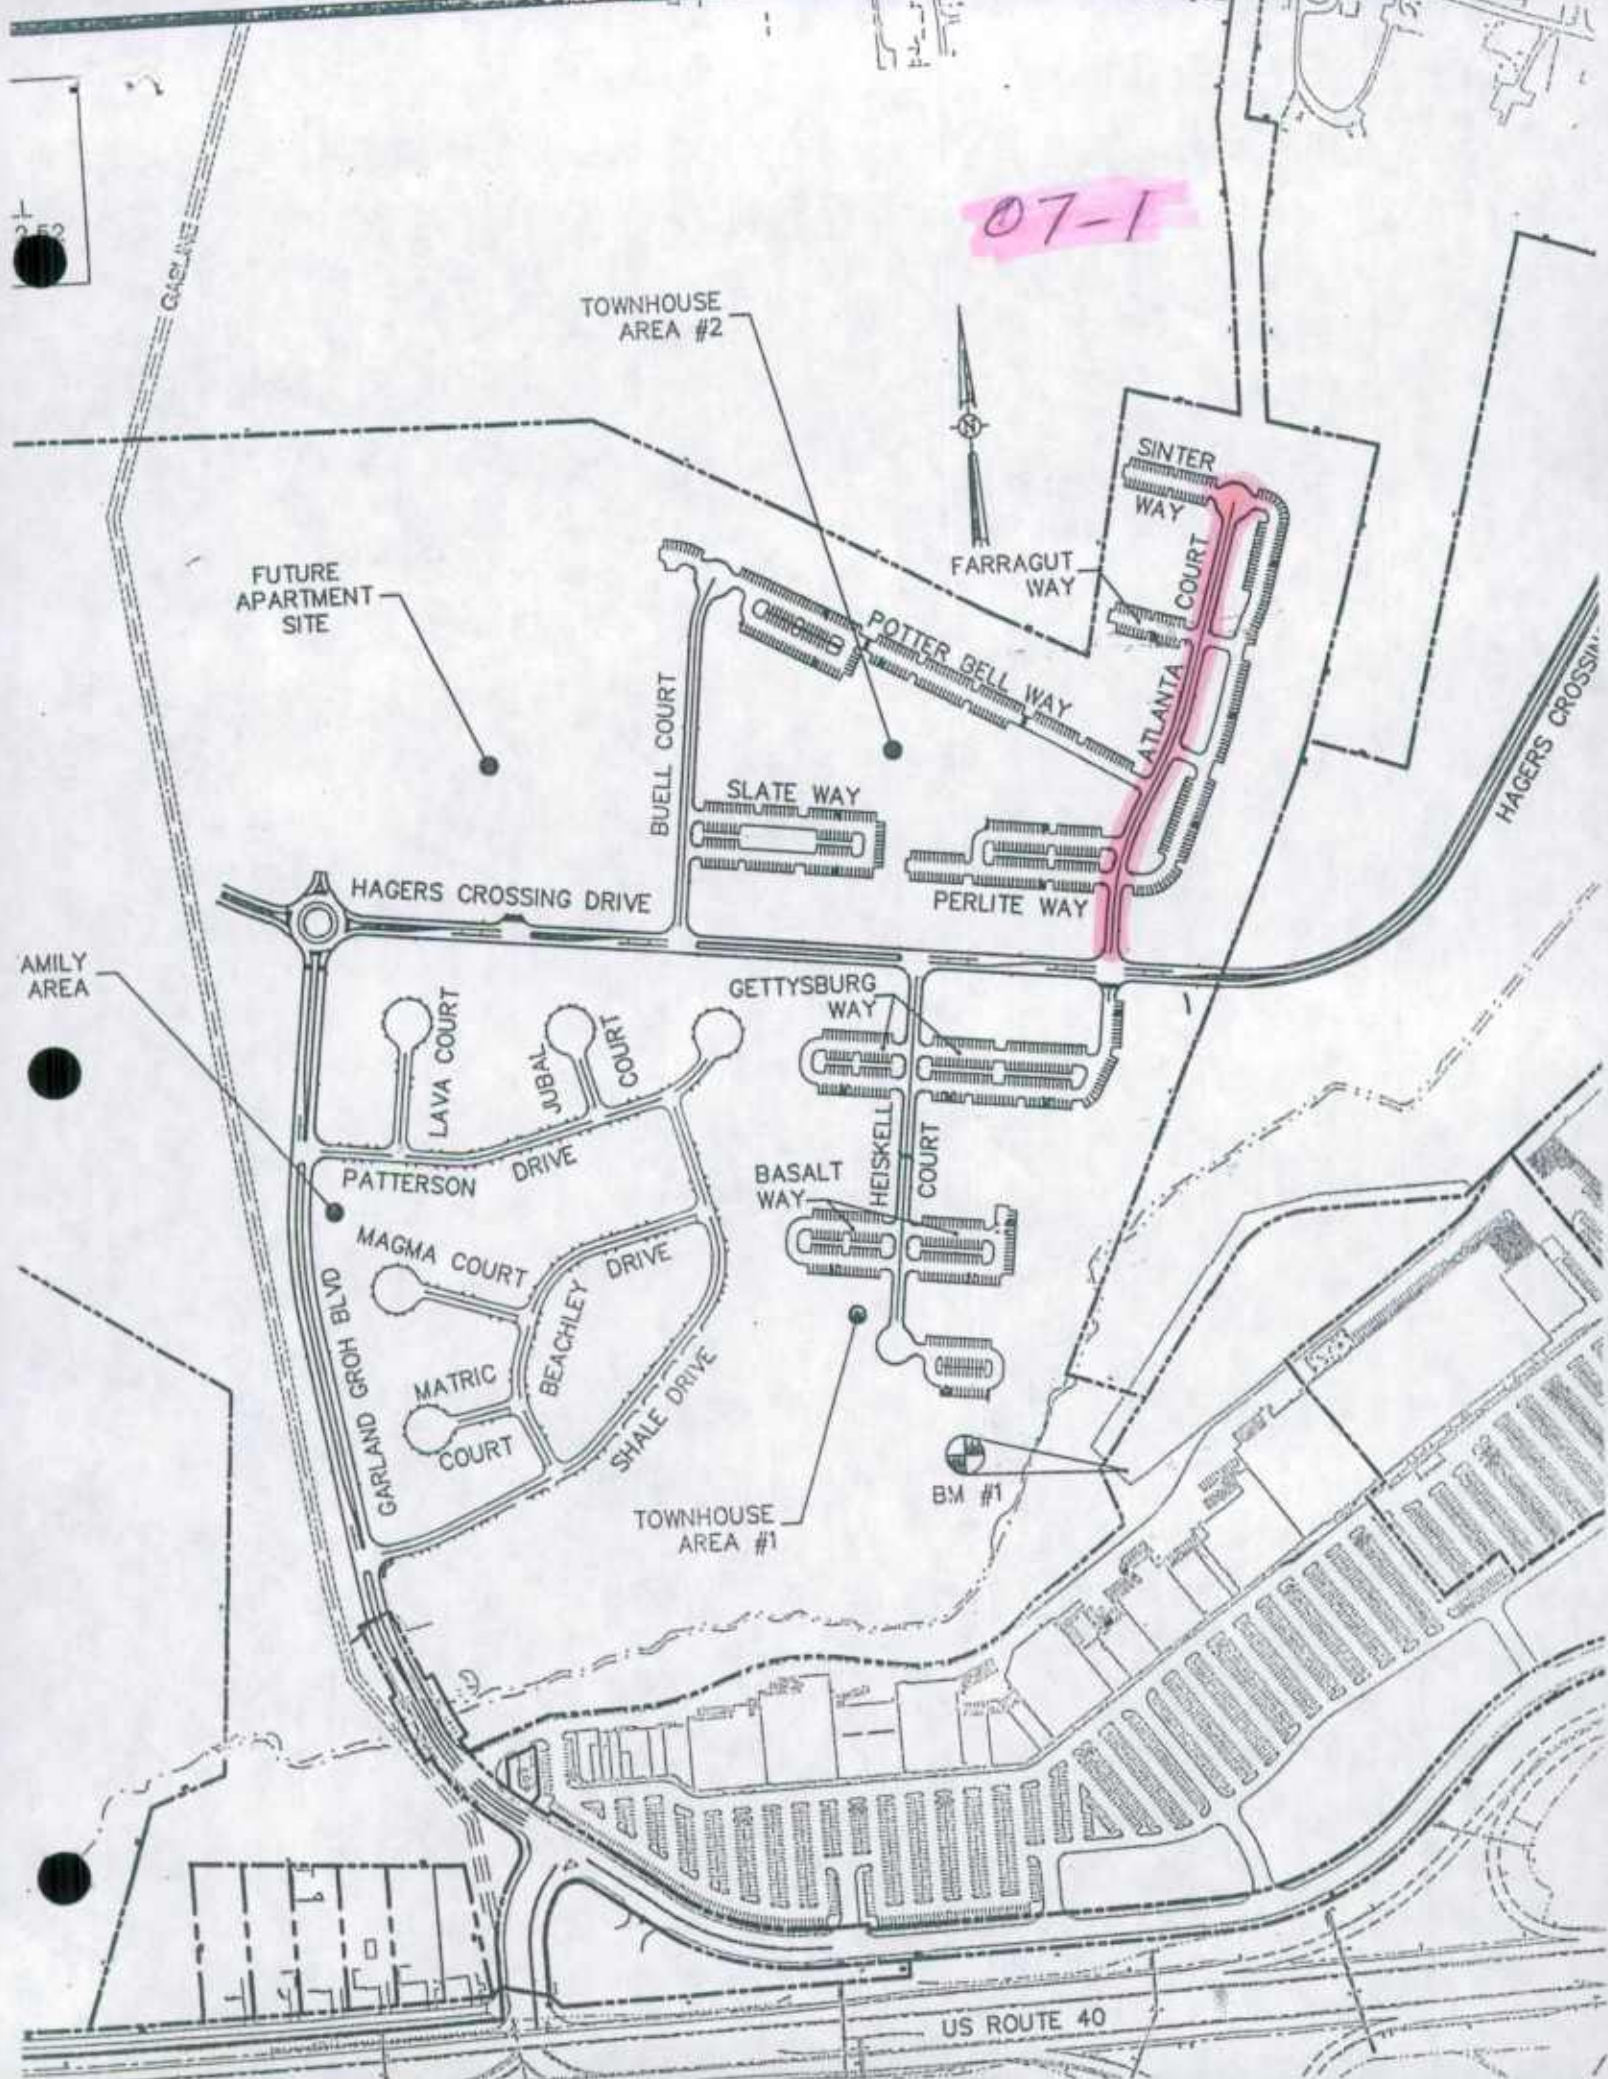 07-1
GASLINE
TOWNHOUSE
AREA #2
SINTER
WAY
FARRAGUT
WAY
COURT
ATLANTA
FUTURE
APARTMENT
SITE
POTTER BELL WAY
BUELL COURT
SLATE WAY
HAGERS CROSSIN
HAGERS CROSSING DRIVE
PERLITE WAY
AMILY
AREA
GETTYSBURG
WAY
LAVA COURT
JUBAL
COURT
HEISKELL
COURT
PATTERSON
DRIVE
BASALT
WAY
MAGMA COURT
BEACHLEY
DRIVE
GARLAND GROH BLVD
MATRIC
COURT
SHALE DRIVE
BM #1
TOWNHOUSE
AREA #1
US ROUTE 40